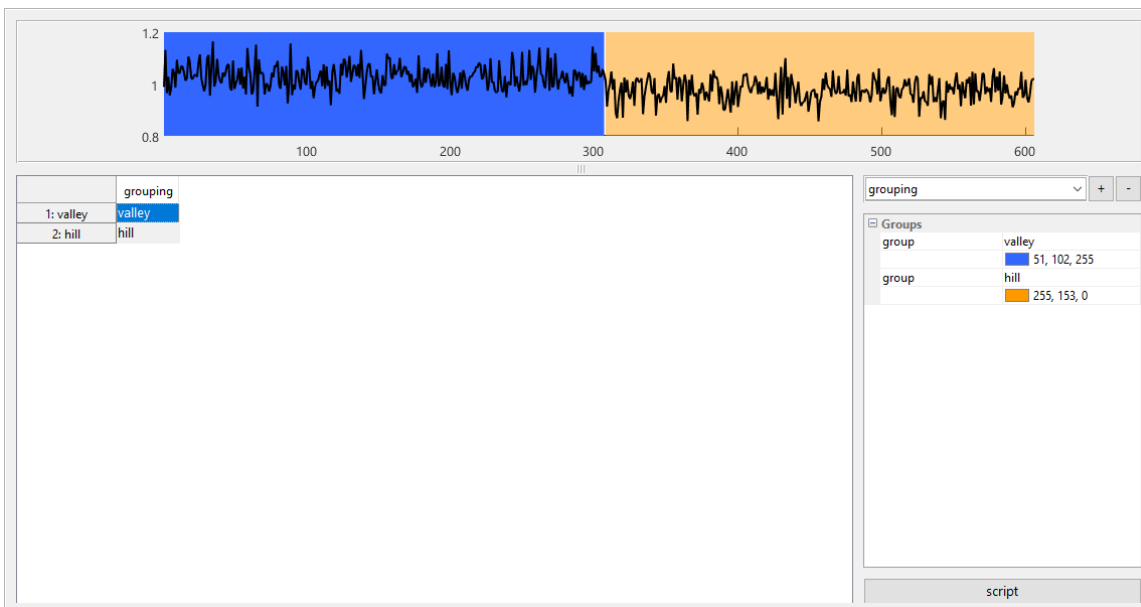 1.2
1
0.8
100 200 300 400 500 600
grouping
1: valley valley
2: hill hill
grouping + -
Groups
group valley
51, 102, 255
group hill
255, 153, 0
script